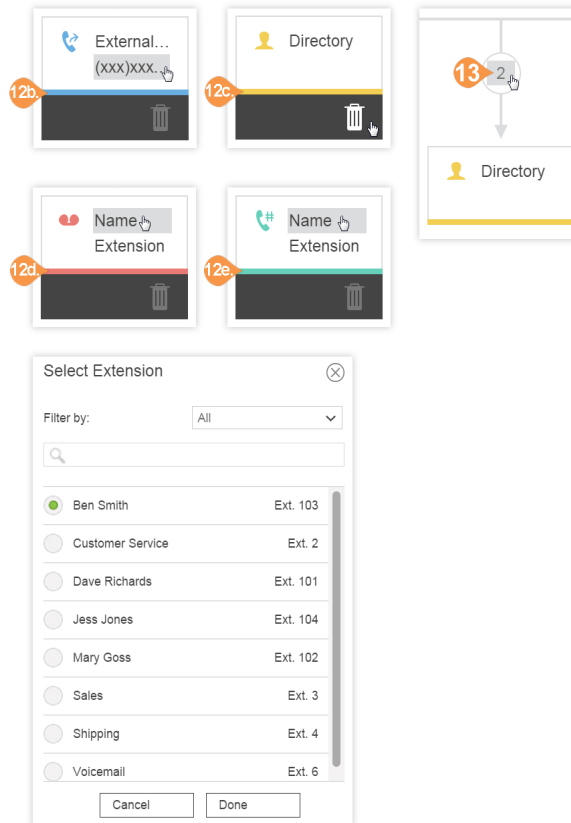 External...
(xxx)xxx..
12b.
Directory
12c.
13
2
Directory
Name
Extension
12d.
Name
Extension
12e.
Select Extension
Filter by:
All
Ben Smith Ext. 103
Customer Service Ext. 2
Dave Richards Ext. 101
Jess Jones Ext. 104
Mary Goss Ext. 102
Sales Ext. 3
Shipping Ext. 4
Voicemail Ext. 6
Cancel Done